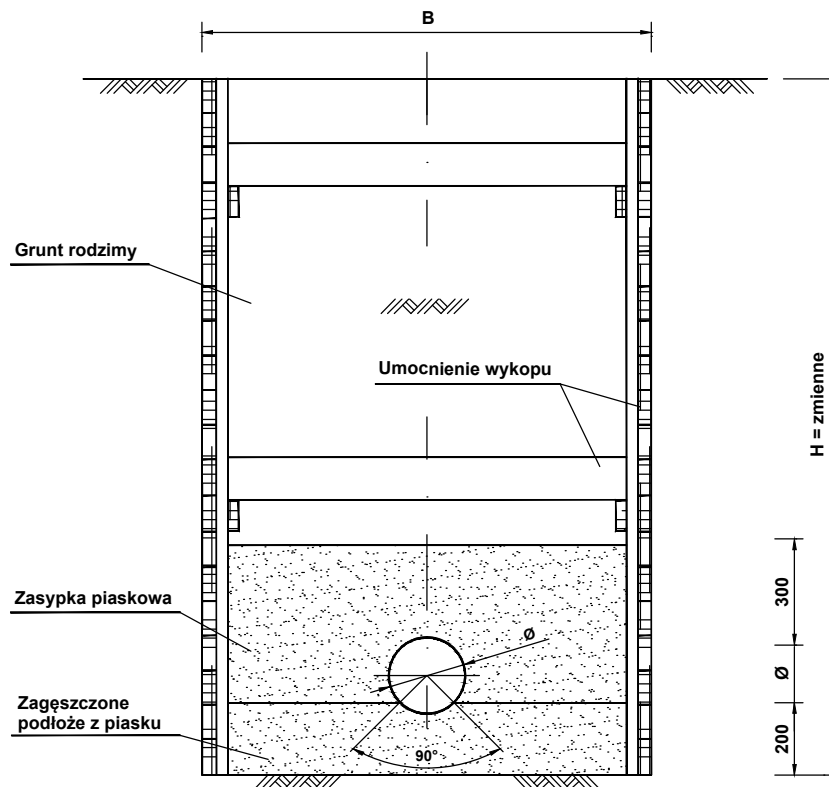 B
Grunt rodzimy
Umocnienie wykopu
H = zmienne
300
Zasypka piaskowa
Ø
Ø
Zagęszczone
podłoże z piasku
200
90°